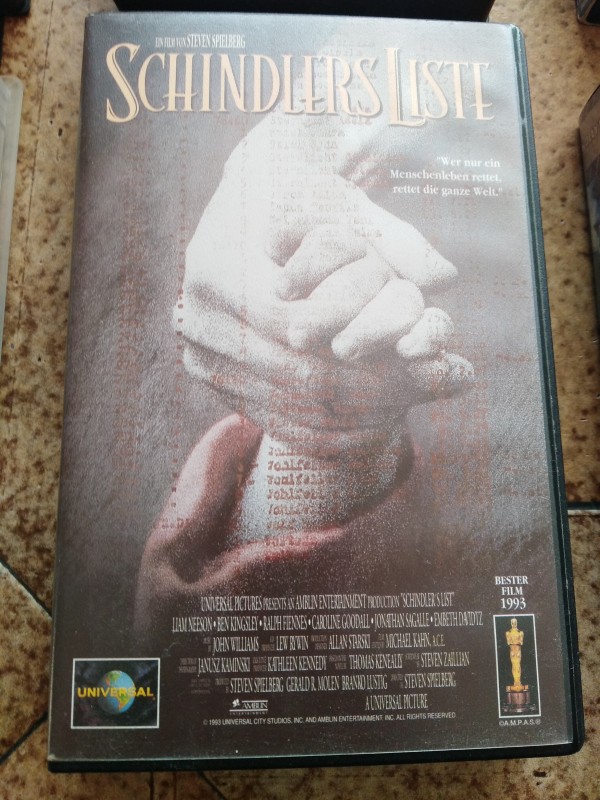 EIN FILM VON STEVEN SPIELBERG
SCHINDLERS LISTE
"Wer nur ein
Menschenleben rettet,
rettet die ganze Welt."
BESTER
FILM
1993
UNIVERSAL PICTURES PRESENTS AN AMBLIN ENTERTAINMENT PRODUCTION "SCHINDLER'S LIST"
LIAM NEESON • BEN KINGSLEY • RALPH FIENNES • CAROLINE GOODALL • JONATHAN SAGALLE • EMBETH DAVIDTZ
JOHN WILLIAMS LEW RYWIN ALLAN STARSKI MICHAEL KAHN, A.C.E.
JANUSZ KAMINSKI KATHLEEN KENNEDY THOMAS KENEALLY STEVEN ZAILLIAN
STEVEN SPIELBERG GERALD R. MOLEN BRANKO LUSTIG STEVEN SPIELBERG
AMBLIN
ENTERTAINMENT
A UNIVERSAL PICTURE
UNIVERSAL
© 1993 UNIVERSAL CITY STUDIOS, INC. AND AMBLIN ENTERTAINMENT, INC. ALL RIGHTS RESERVED.
©A.M.P.A.S.®